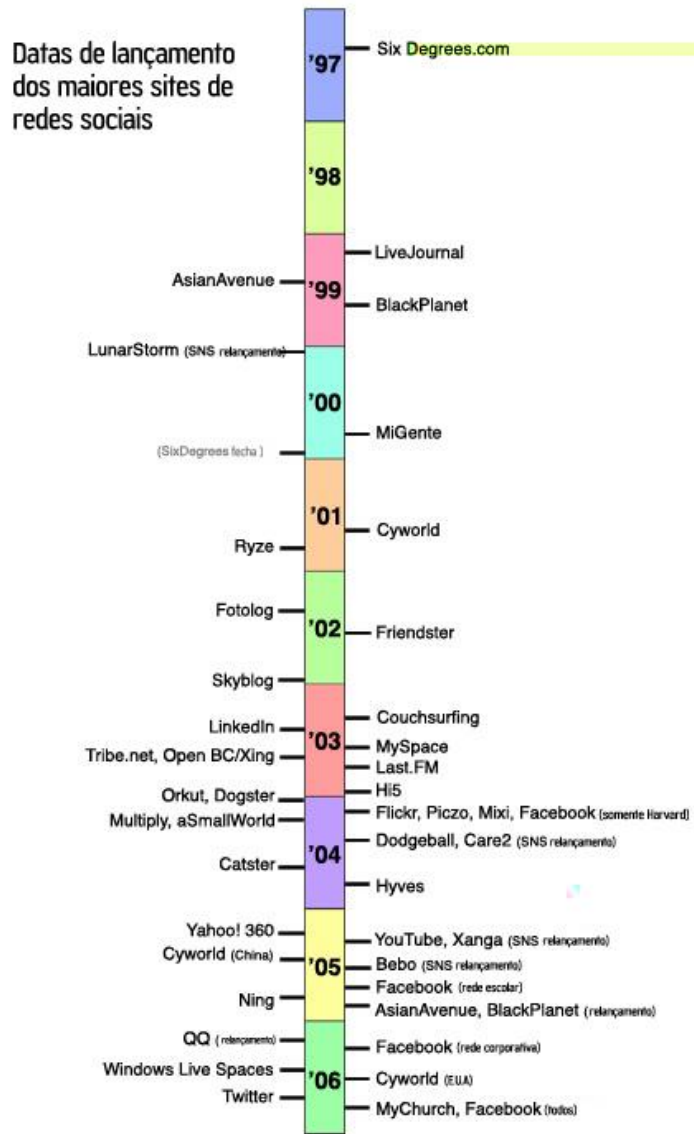 Datas de lançamento
dos maiores sites de
redes sociais
'97
Six Degrees.com
'98
LiveJournal
AsianAvenue
'99
BlackPlanet
LunarStorm (SNS relançamento)
'00
MiGente
(SixDegrees fecha )
'01
Cyworld
Ryze
Fotolog
'02
Friendster
Skyblog
Couchsurfing
LinkedIn
'03
MySpace
Tribe.net, Open BC/Xing
Last.FM
Hi5
Orkut, Dogster
Flickr, Piczo, Mixi, Facebook (somente Harvard)
Multiply, aSmallWorld
Dodgeball, Care2 (SNS relançamento)
'04
Catster
Hyves
Yahoo! 360
YouTube, Xanga (SNS relançamento)
Cyworld (China)
'05
Bebo (SNS relançamento)
Facebook (rede escolar)
Ning
AsianAvenue, BlackPlanet (relançamento)
QQ ( relançamento)
Facebook (rede corporativa)
Windows Live Spaces
'06
Cyworld (E.U.A)
Twitter
MyChurch, Facebook (todos)